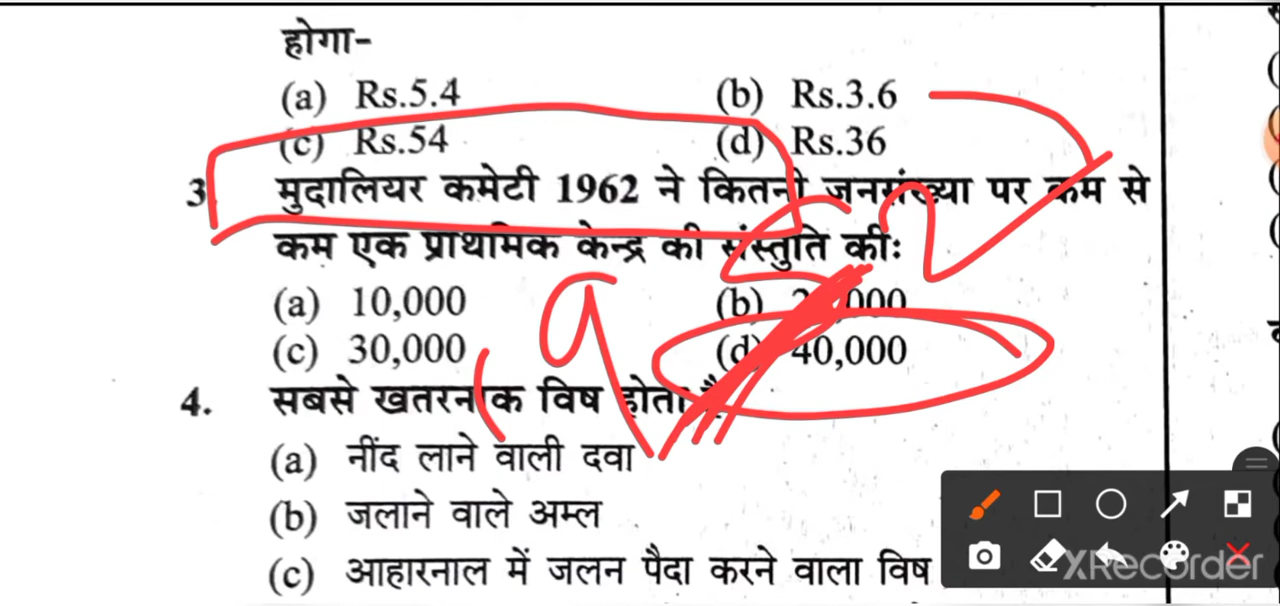 होगा-
(a) Rs.5.4 (b) Rs.3.6
(c) Rs.54 (d) Rs.36
3 मुदालियर कमेटी 1962 ने कितनी जनसंख्या पर कम से
कम एक प्राथमिक केन्द्र की संस्तुति कीः
(a) 10,000 (b)
(c) 30,000 (d) 40,000
4. सबसे खतरनाक विष होता है
(a) नींद लाने वाली दवा
(b) जलाने वाले अम्ल
(c) आहारनाल में जलन पैदा करने वाला विष
XRecorder